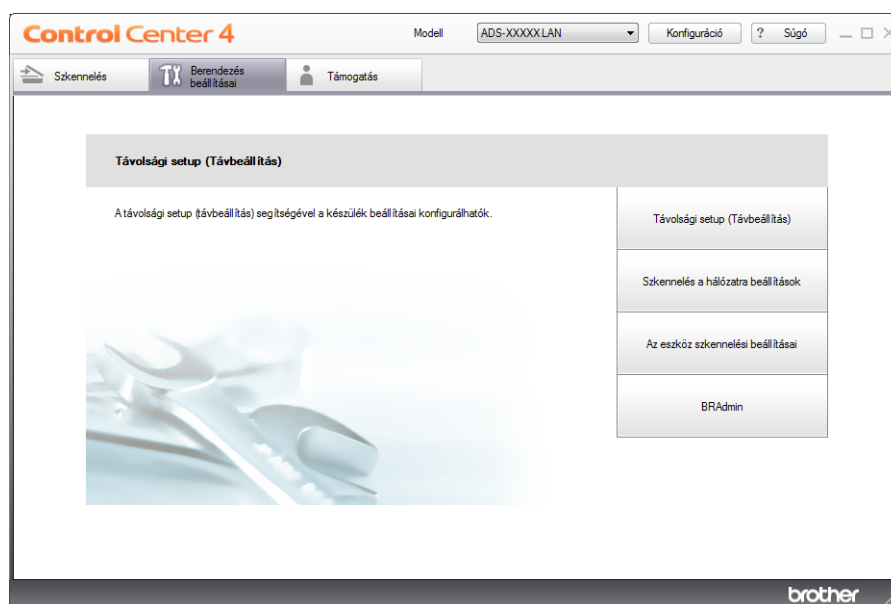 Control Center 4
Modell
ADS-XXXXX LAN
Konfiguráció
? Súgó
Szkennelés
Berendezés
beállításai
Támogatás
Távolsági setup (Távbeállítás)
A távolsági setup (távbeállítás) segítségével a készülék beállításai konfigurálhatók.
Távolsági setup (Távbeállítás)
Szkennelés a hálózatra beállítások
Az eszköz szkennelési beállításai
BRAdmin
brother